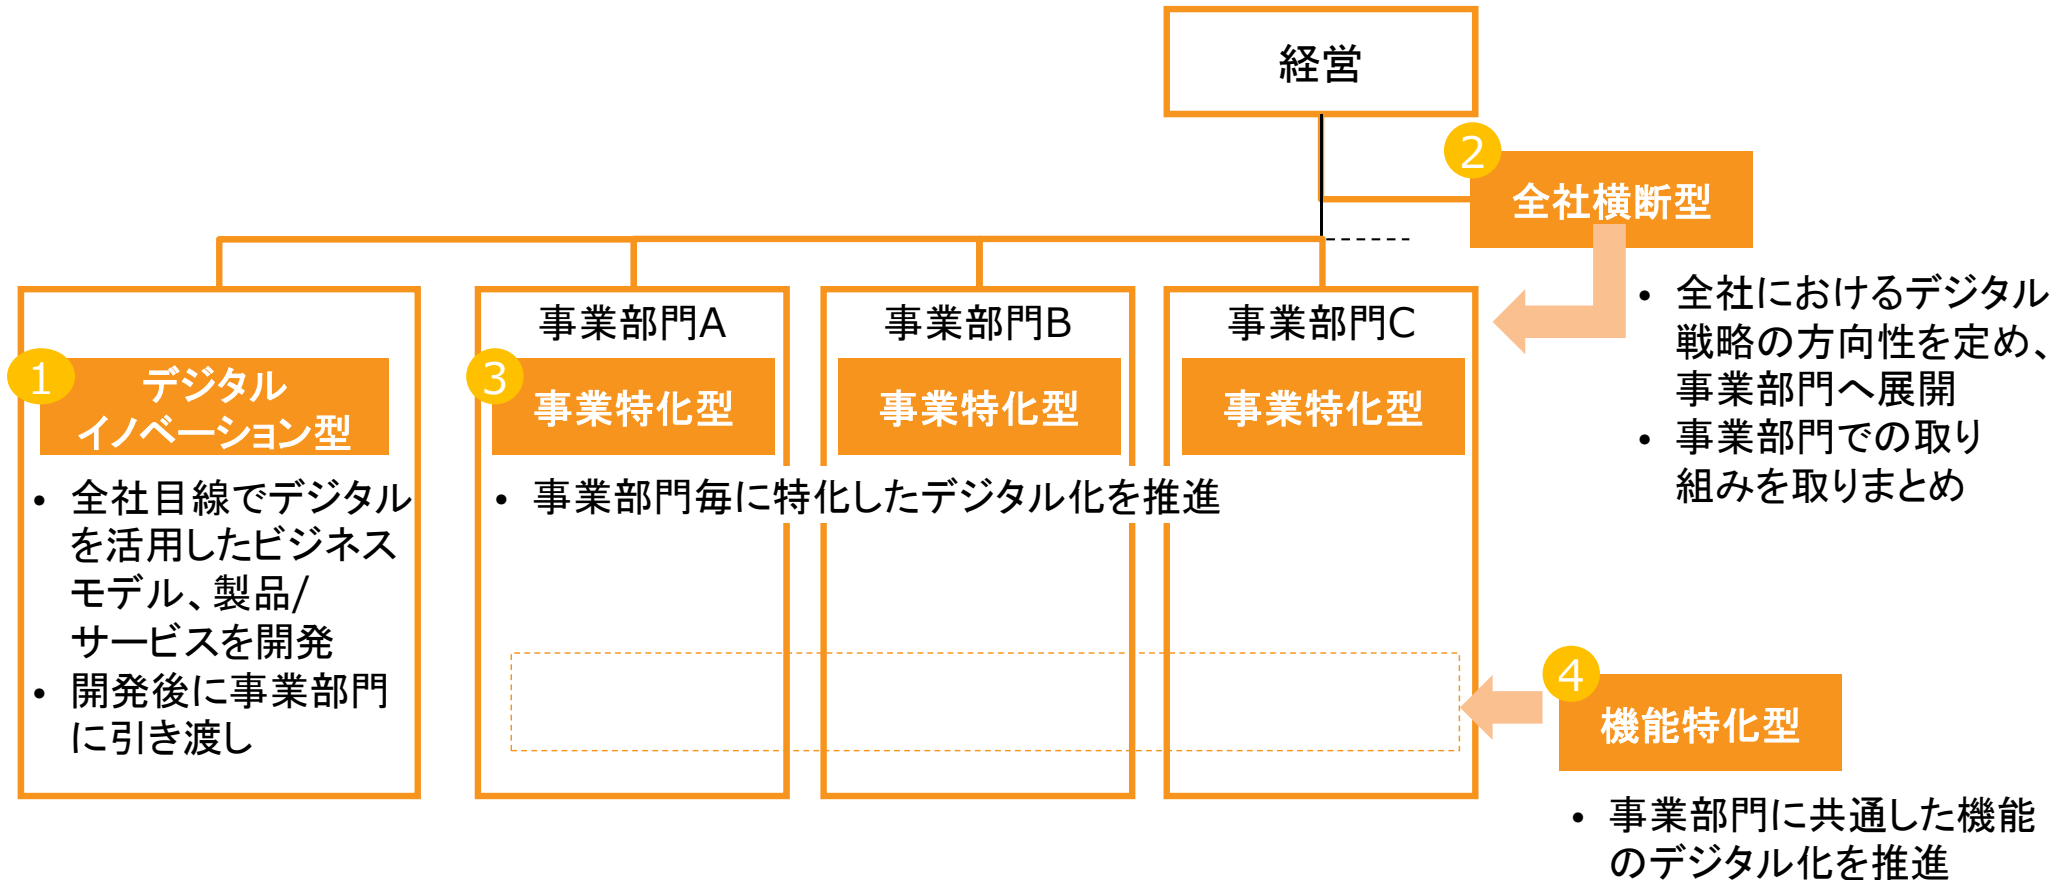 経営
2
全社横断型
• 全社におけるデジタル
戦略の方向性を定め、
事業部門へ展開
• 事業部門での取り
組みを取りまとめ
1
デジタル
イノベーション型
• 全社目線でデジタル
を活用したビジネス
モデル、製品/
サービスを開発
• 開発後に事業部門
に引き渡し
事業部門A
3
事業特化型
事業部門B
事業特化型
事業部門C
事業特化型
• 事業部門毎に特化したデジタル化を推進
4
機能特化型
• 事業部門に共通した機能
のデジタル化を推進